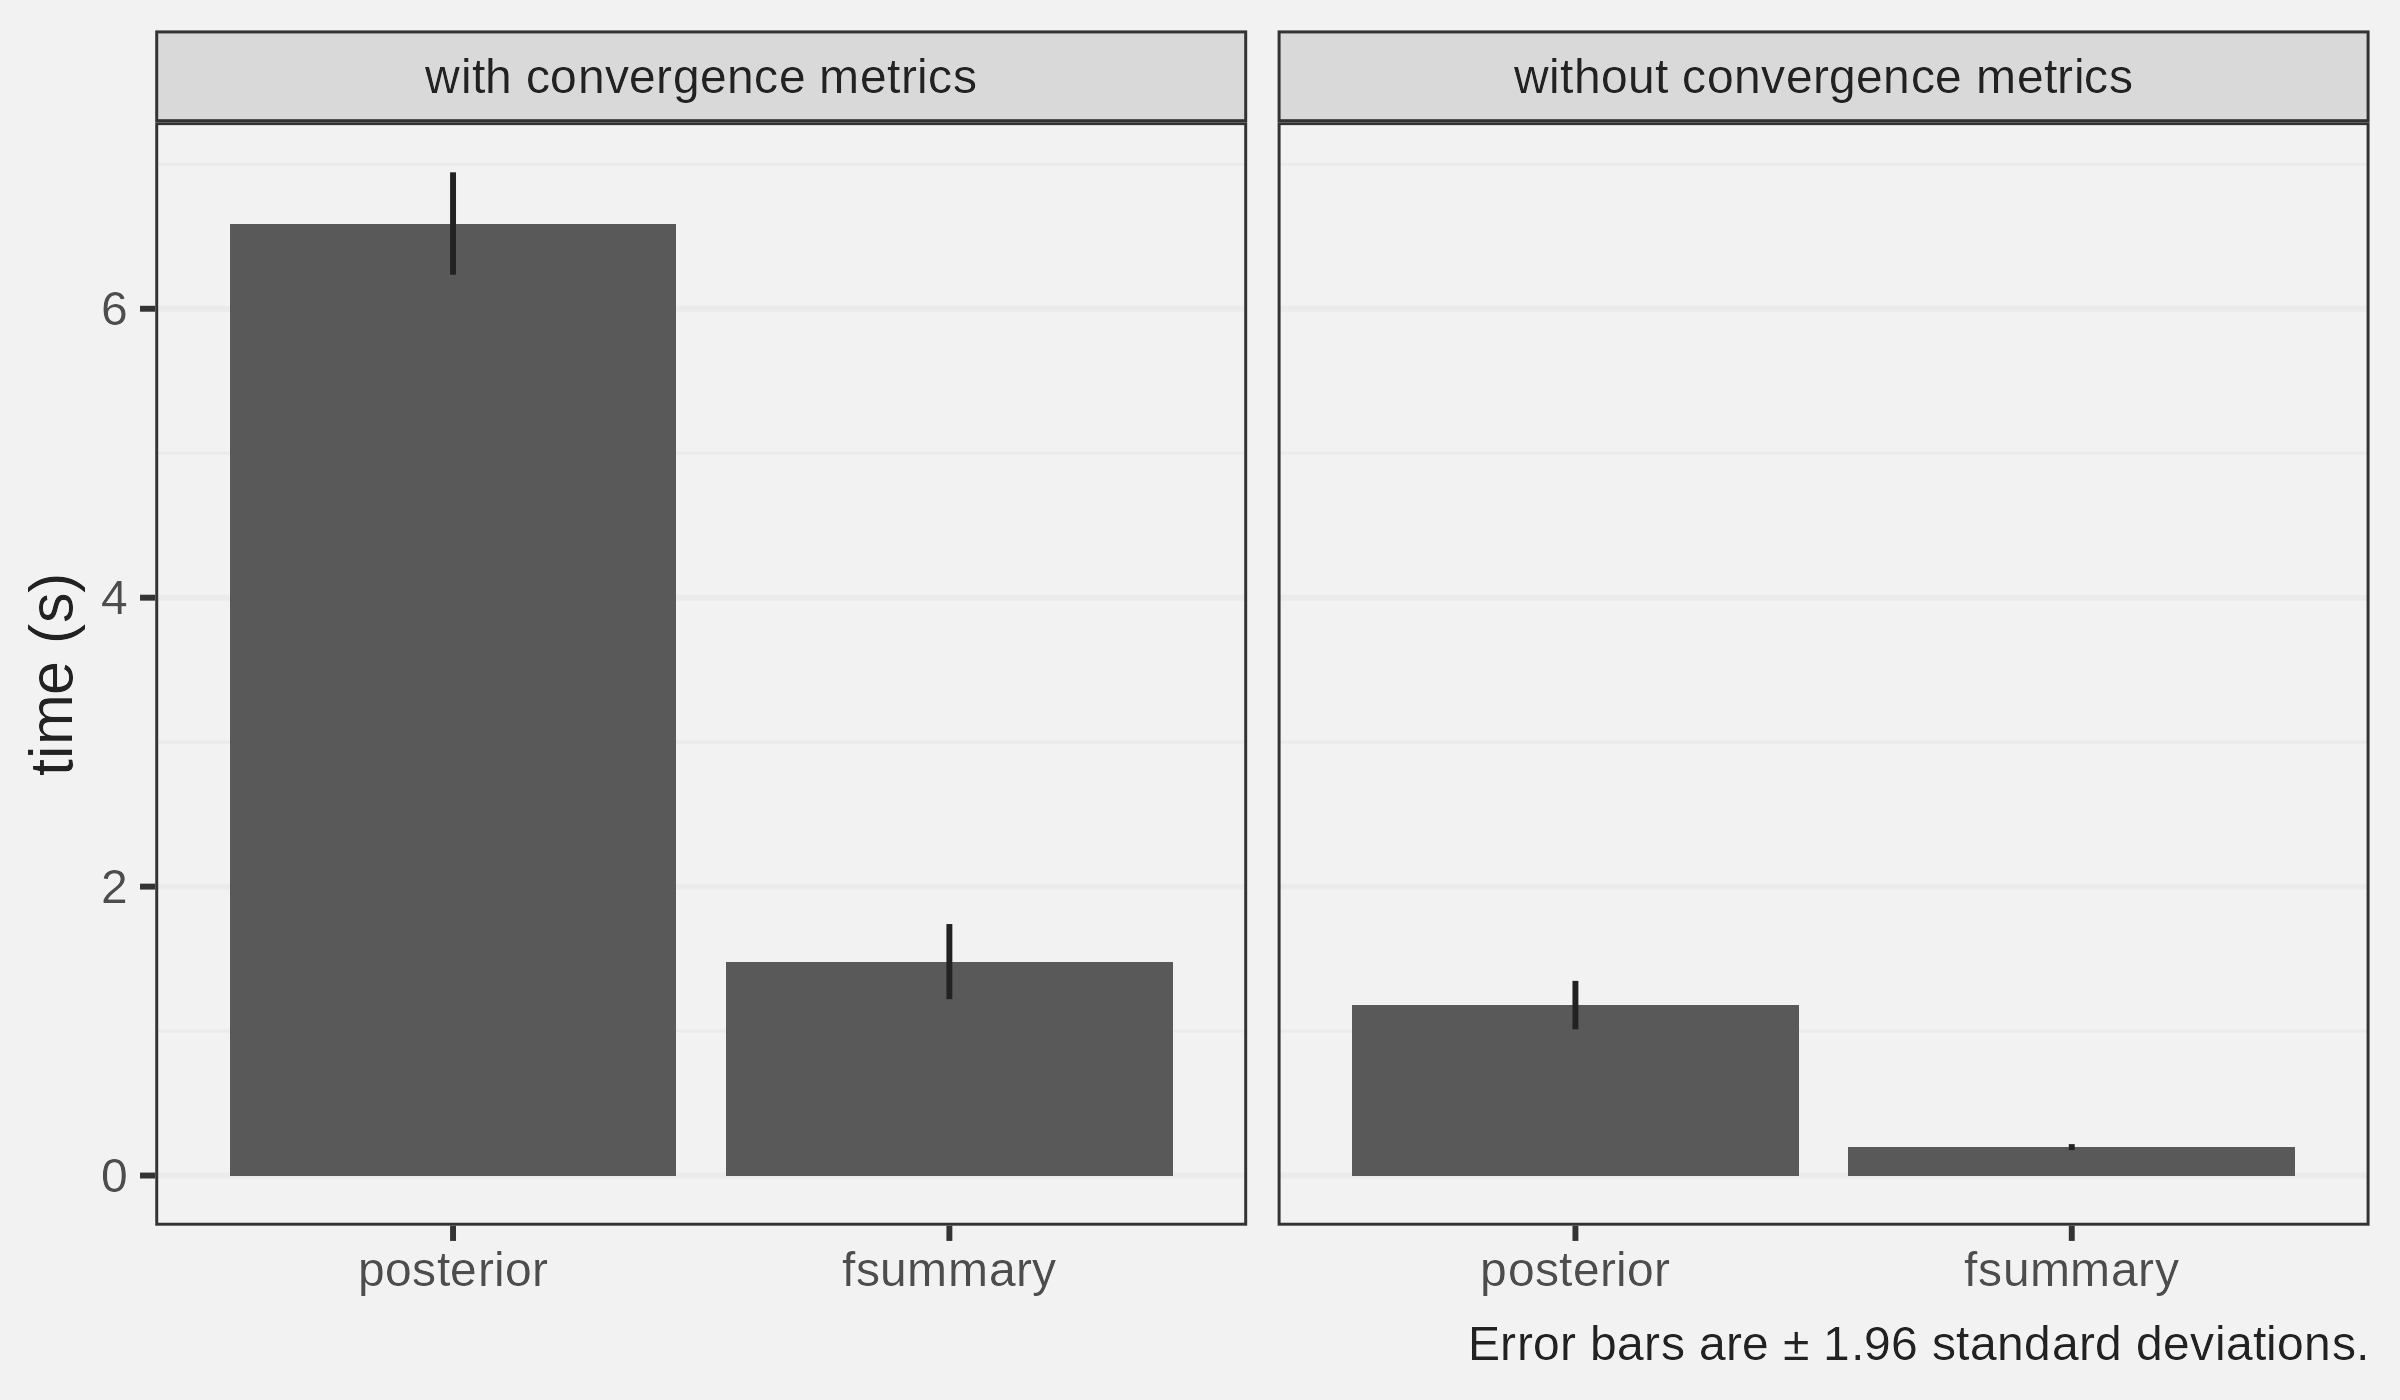 with convergence metrics
without convergence metrics
time (s)
6
4
2
0
posterior
fsummary
posterior
fsummary
Error bars are ± 1.96 standard deviations.